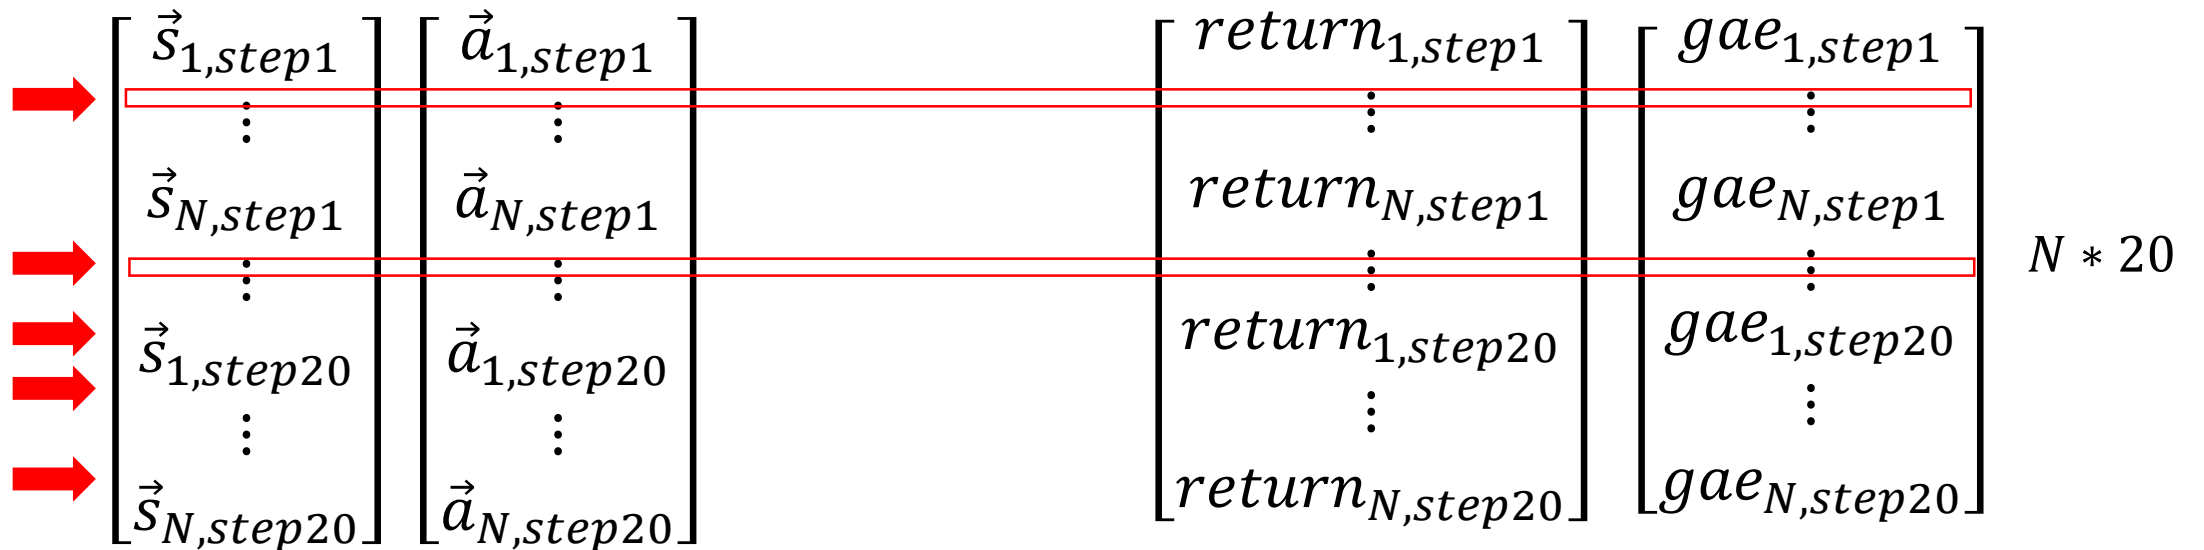 s⃗1,step1 a⃗1,step1 return1,step1 gae1,step1
⋮ ⋮ ⋮ ⋮
s⃗N,step1 a⃗N,step1 returnN,step1 gaeN,step1
⋮ ⋮ ⋮ ⋮ N ∗ 20
s⃗1,step20 a⃗1,step20 return1,step20 gae1,step20
⋮ ⋮ ⋮ ⋮
s⃗N,step20 a⃗N,step20 returnN,step20 gaeN,step20